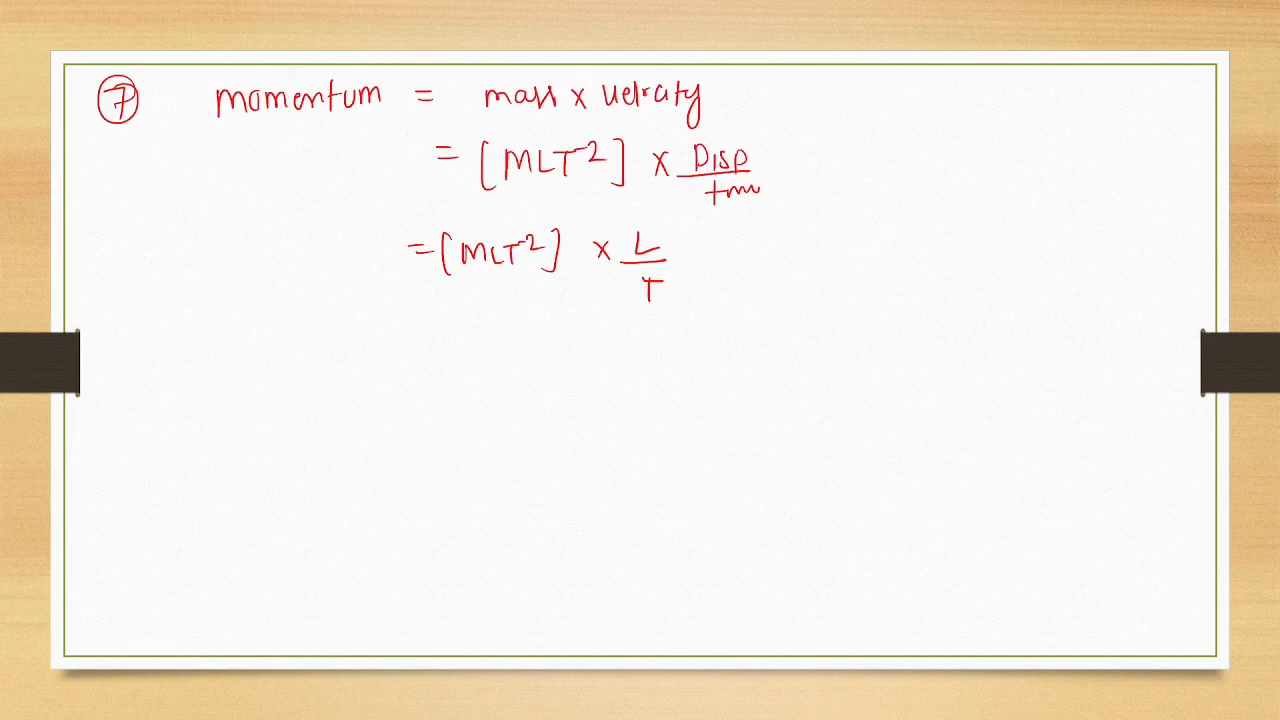 7 momentum = mass x velocity
= [MLT⁻²] x Disp/time
= [MLT⁻²] x L/T